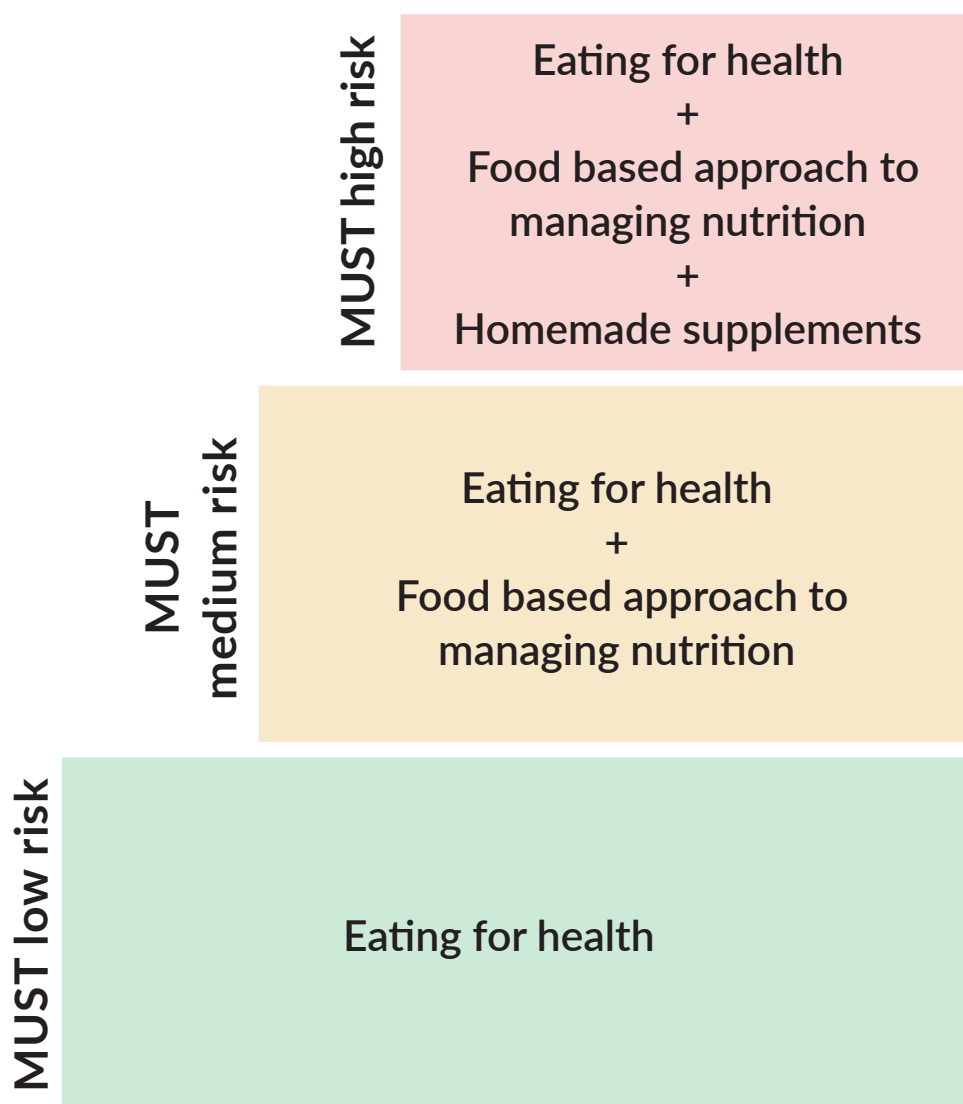 MUST high risk
Eating for health
+
Food based approach to
managing nutrition
+
Homemade supplements
MUST
medium risk
Eating for health
+
Food based approach to
managing nutrition
MUST low risk
Eating for health